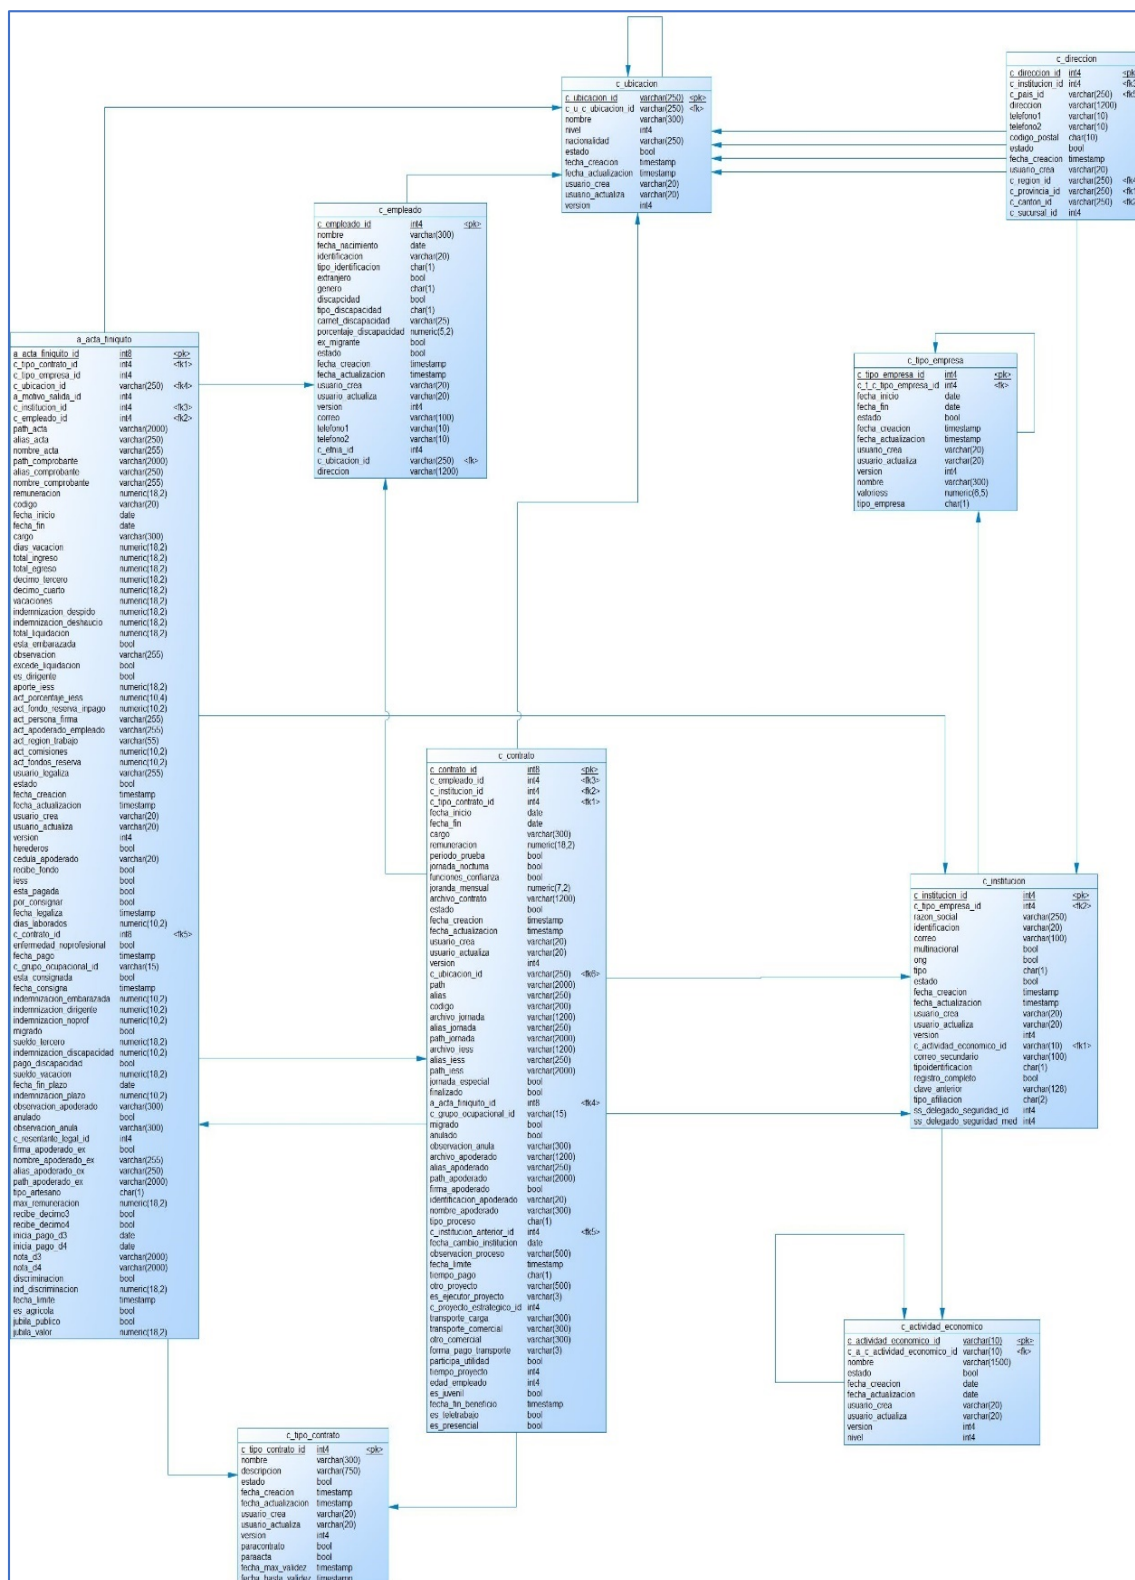 c_ubicacion
c_ubicacion_id varchar(250) <pk>
c_u_c_ubicacion_id varchar(250) <fk>
nombre varchar(300)
nivel int4
nacionalidad varchar(250)
estado bool
fecha_creacion timestamp
fecha_actualizacion timestamp
usuario_crea varchar(20)
usuario_actualiza varchar(20)
version int4
c_direccion
c_direccion_id int4 <pk>
c_institucion_id int4
c_pais_id varchar(250)
direccion varchar(1200)
telefono1 varchar(10)
telefono2 varchar(10)
codigo_postal char(10)
estado bool
fecha_creacion timestamp
usuario_crea varchar(20)
c_region_id varchar(250)
c_provincia_id varchar(250)
c_canton_id varchar(250)
c_sucursal_id int4
c_empleado
c_empleado_id int4 <pk>
nombre varchar(300)
fecha_nacimiento date
identificacion varchar(20)
tipo_identificacion char(1)
extranjero bool
genero char(1)
discapcidad bool
tipo_discapacidad char(1)
carnet_discapacidad varchar(25)
porcentaje_discapacidad numeric(5,2)
ex_migrante bool
estado bool
fecha_creacion timestamp
fecha_actualizacion timestamp
usuario_crea varchar(20)
usuario_actualiza varchar(20)
version int4
correo varchar(100)
telefono1 varchar(10)
telefono2 varchar(10)
c_etnia_id int4
c_ubicacion_id varchar(250) <fk>
direccion varchar(1200)
a_acta_finiquito
a_acta_finiquito_id int8 <pk>
c_tipo_contrato_id int4 <fk1>
c_tipo_empresa_id int4
c_ubicacion_id varchar(250) <fk4>
a_motivo_salida_id int4
c_institucion_id int4 <fk3>
c_empleado_id int4 <fk2>
path_acta varchar(2000)
alias_acta varchar(250)
nombre_acta varchar(255)
path_comprobante varchar(2000)
alias_comprobante varchar(250)
nombre_comprobante varchar(255)
remuneracion numeric(18,2)
codigo varchar(20)
fecha_inicio date
fecha_fin date
cargo varchar(300)
dias_vacacion numeric(18,2)
total_ingreso numeric(18,2)
total_egreso numeric(18,2)
decimo_tercero numeric(18,2)
decimo_cuarto numeric(18,2)
vacaciones numeric(18,2)
indemnizacion_despido numeric(18,2)
indemnizacion_deshaucio numeric(18,2)
total_liquidacion numeric(18,2)
esta_embarazada bool
observacion varchar(255)
excede_liquidacion bool
es_dirigente bool
aporte_iess numeric(18,2)
act_porcentaje_iess numeric(10,4)
act_fondo_reserva_inpago numeric(10,2)
act_persona_firma varchar(255)
act_apoderado_empleado varchar(255)
act_region_trabajo varchar(55)
act_comisiones numeric(10,2)
act_fondos_reserva numeric(10,2)
usuario_legaliza varchar(255)
estado bool
fecha_creacion timestamp
fecha_actualizacion timestamp
usuario_crea varchar(20)
usuario_actualiza varchar(20)
version int4
herederos bool
cedula_apoderado varchar(20)
recibe_fondo bool
iess bool
esta_pagada bool
por_consignar bool
fecha_legaliza timestamp
dias_laborados numeric(10,2)
c_contrato_id int8 <fk5>
enfermedad_noprofesional bool
fecha_pago timestamp
c_grupo_ocupacional_id varchar(15)
esta_consignada bool
fecha_consigna timestamp
indemnizacion_embarazada numeric(10,2)
indemnizacion_dirigente numeric(10,2)
indemnizacion_noprof numeric(10,2)
migrado bool
sueldo_tercero numeric(18,2)
indemnizacion_discapacidad numeric(10,2)
pago_discapacidad bool
sueldo_vacacion numeric(18,2)
fecha_fin_plazo date
indemnizacion_plazo numeric(10,2)
observacion_apoderado varchar(300)
anulado bool
observacion_anula varchar(300)
c_resentante_legal_id int4
firma_apoderado_ex bool
nombre_apoderado_ex varchar(255)
alias_apoderado_ex varchar(250)
path_apoderado_ex varchar(2000)
tipo_artesano char(1)
max_remuneracion numeric(18,2)
recibe_decimo3 bool
recibe_decimo4 bool
inicia_pago_d3 date
inicia_pago_d4 date
nota_d3 varchar(2000)
nota_d4 varchar(2000)
discriminacion bool
ind_discriminacion numeric(18,2)
fecha_limite timestamp
es_agricola bool
jubila_publico bool
jubila_valor numeric(18,2)
c_tipo_empresa
c_tipo_empresa_id int4 <pk>
c_t_c_tipo_empresa_id int4 <fk>
fecha_inicio date
fecha_fin date
estado bool
fecha_creacion timestamp
fecha_actualizacion timestamp
usuario_crea varchar(20)
usuario_actualiza varchar(20)
version int4
nombre varchar(300)
valorioss numeric(6,5)
tipo_empresa char(1)
c_contrato
c_contrato_id int8 <pk>
c_empleado_id int4 <fk3>
c_institucion_id int4 <fk2>
c_tipo_contrato_id int4 <fk1>
fecha_inicio date
fecha_fin date
cargo varchar(300)
remuneracion numeric(18,2)
periodo_prueba bool
jornada_nocturna bool
funciones_confianza bool
joranda_mensual numeric(7,2)
archivo_contrato varchar(1200)
estado bool
fecha_creacion timestamp
fecha_actualizacion timestamp
usuario_crea varchar(20)
usuario_actualiza varchar(20)
version int4
c_ubicacion_id varchar(250) <fk6>
path varchar(2000)
alias varchar(250)
codigo varchar(200)
archivo_jornada varchar(1200)
alias_jornada varchar(250)
path_jornada varchar(2000)
archivo_iess varchar(1200)
alias_iess varchar(250)
path_iess varchar(2000)
jornada_especial bool
finalizado bool
a_acta_finiquito_id int8 <fk4>
c_grupo_ocupacional_id varchar(15)
migrado bool
anulado bool
observacion_anula varchar(300)
archivo_apoderado varchar(1200)
alias_apoderado varchar(250)
path_apoderado varchar(2000)
firma_apoderado bool
identificacion_apoderado varchar(20)
nombre_apoderado varchar(300)
tipo_proceso char(1)
c_institucion_anterior_id int4 <fk5>
fecha_cambio_institucion date
observacion_proceso varchar(500)
fecha_limite timestamp
tiempo_pago char(1)
otro_proyecto varchar(500)
es_ejecutor_proyecto varchar(3)
c_proyecto_estrategico_id int4
transporte_carga varchar(300)
transporte_comercial varchar(300)
otro_comercial varchar(300)
forma_pago_transporte varchar(3)
participa_utilidad bool
tiempo_proyecto int4
edad_empleado int4
es_juvenil bool
fecha_fin_beneficio timestamp
es_teletrabajo bool
es_presencial bool
c_institucion
c_institucion_id int4 <pk>
c_tipo_empresa_id int4 <fk2>
razon_social varchar(250)
identificacion varchar(20)
correo varchar(100)
multinacional bool
ong bool
tipo char(1)
estado bool
fecha_creacion timestamp
fecha_actualizacion timestamp
usuario_crea varchar(20)
usuario_actualiza varchar(20)
version int4
c_actividad_economico_id varchar(10) <fk1>
correo_secundario varchar(100)
tipoidentificacion char(1)
registro_completo bool
clave_anterior varchar(128)
tipo_afiliacion char(2)
ss_delegado_seguridad_id int4
ss_delegado_seguridad_med int4
c_actividad_economico
c_actividad_economico_id varchar(10) <pk>
c_a_c_actividad_economico_id varchar(10) <fk>
nombre varchar(1500)
estado bool
fecha_creacion date
fecha_actualizacion date
usuario_crea varchar(20)
usuario_actualiza varchar(20)
version int4
nivel int4
c_tipo_contrato
c_tipo_contrato_id int4 <pk>
nombre varchar(300)
descripcion varchar(750)
estado bool
fecha_creacion timestamp
fecha_actualizacion timestamp
usuario_crea varchar(20)
usuario_actualiza varchar(20)
version int4
paracontrato bool
paraacta bool
fecha_max_validez timestamp
fecha_hasta_validez timestamp